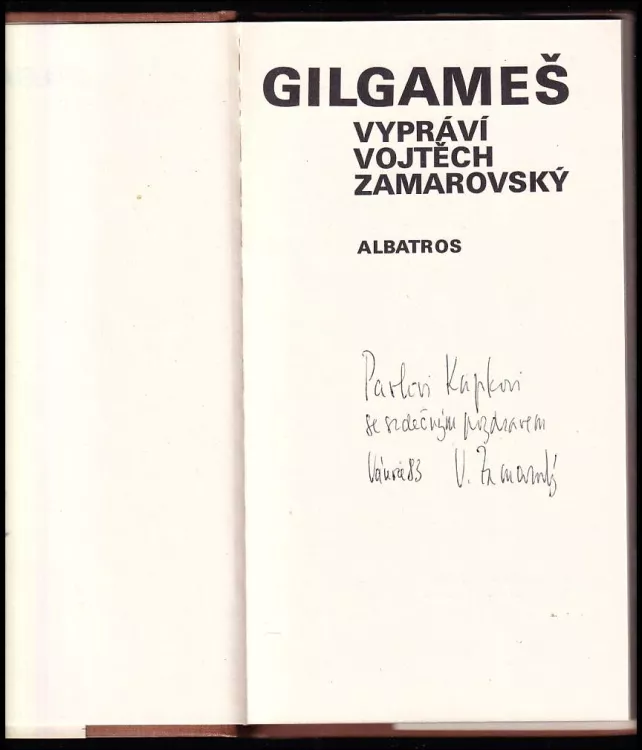 GILGAMEŠ
VYPRÁVÍ
VOJTĚCH
ZAMAROVSKÝ
ALBATROS
Pavlovi Kapkovi
se srdečným pozdravem
Vánoce 83 V. Zamarovský